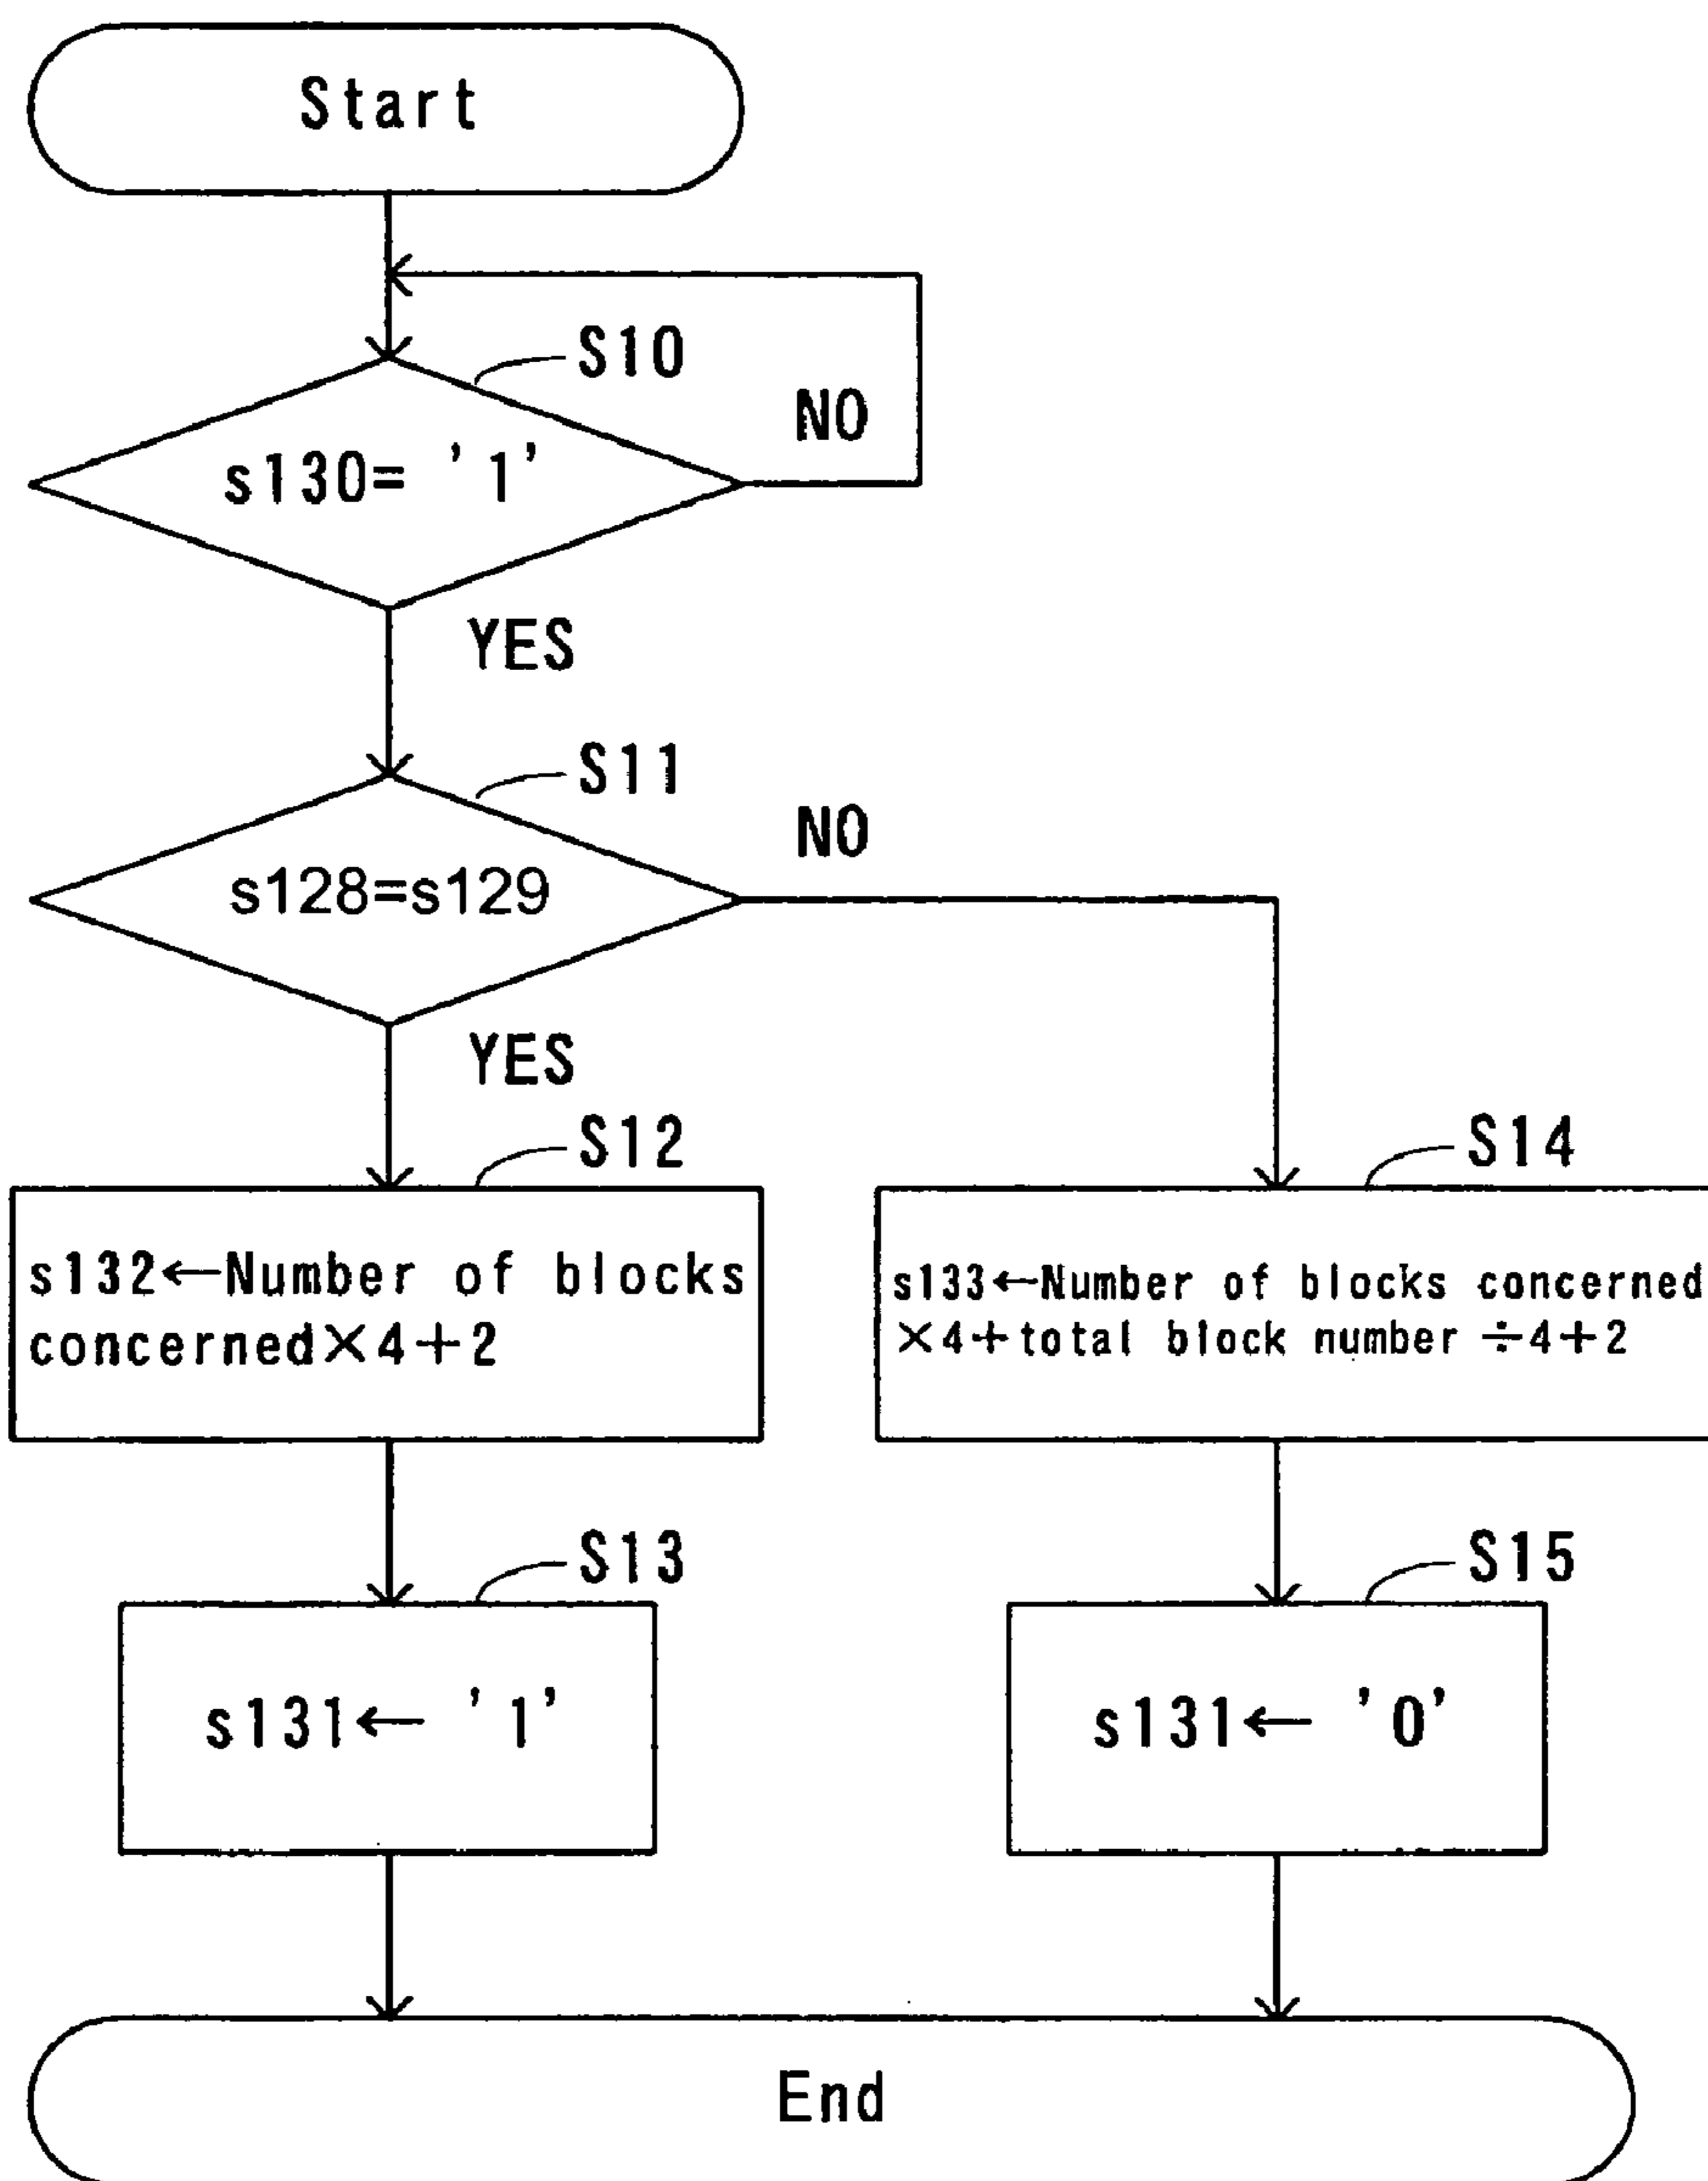 Start
S10
NO
s130= '1'
YES
S11
NO
s128=s129
YES
S12
S14
s132←Number of blocks
concerned×4+2
s133←Number of blocks concerned
×4+total block number ÷4+2
S13
S15
s131← '1'
s131← '0'
End